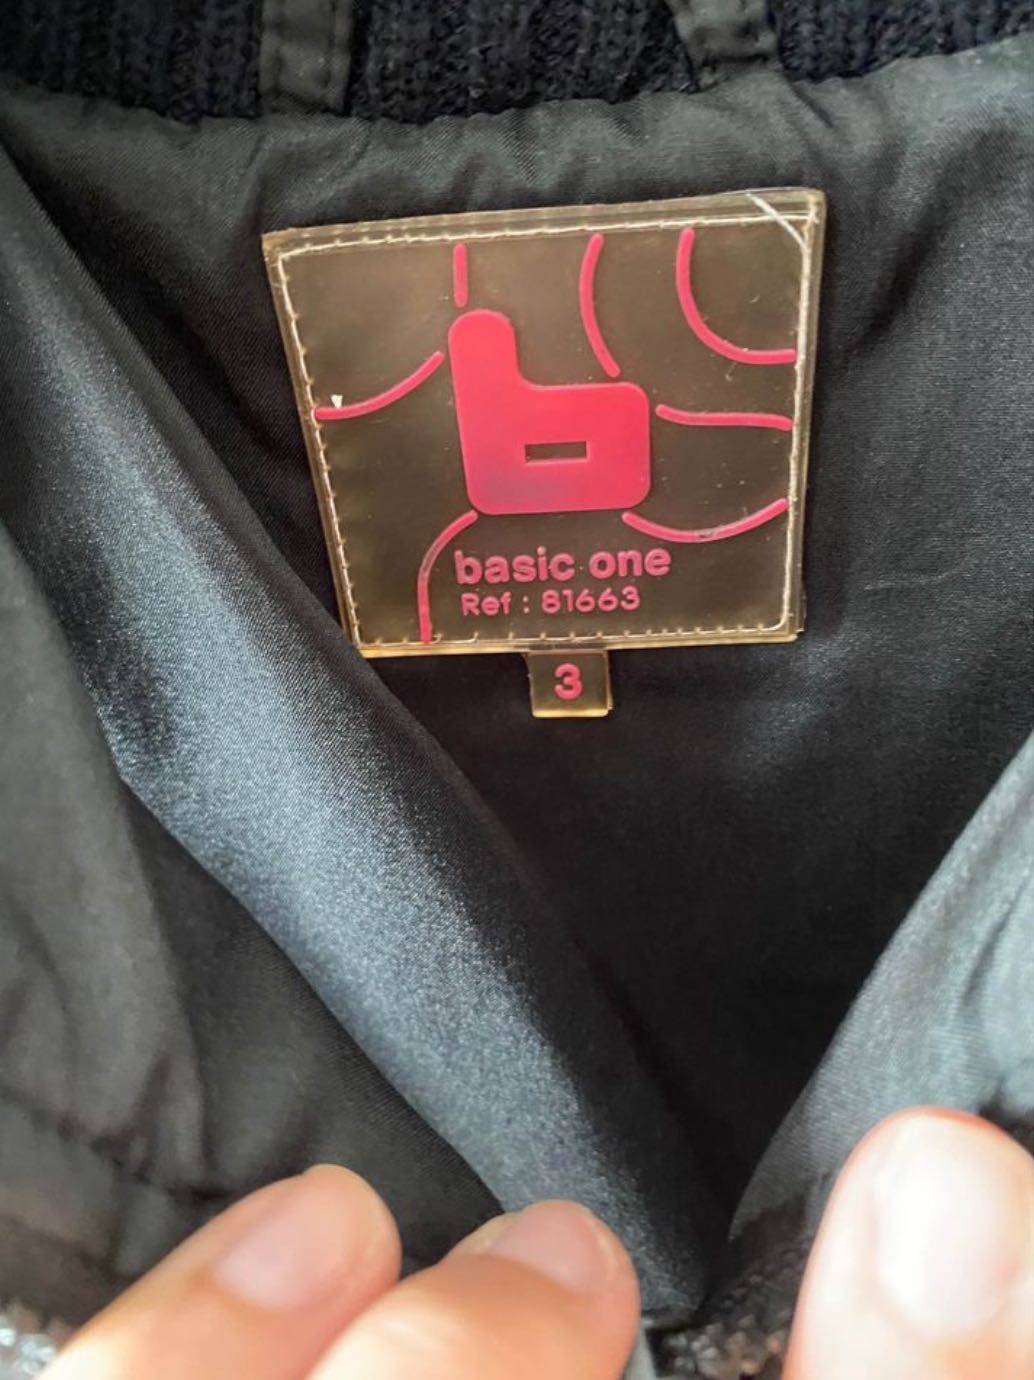 basic one
Ref : 81663
3